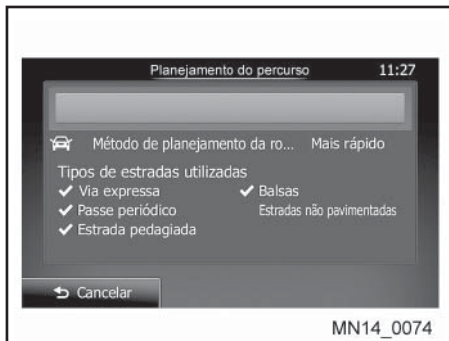 Planejamento do percurso 11:27
Método de planejamento da ro... Mais rápido
Tipos de estradas utilizadas
Via expressa Balsas
Passe periódico Estradas não pavimentadas
Estrada pedagiada
Cancelar
MN14_0074